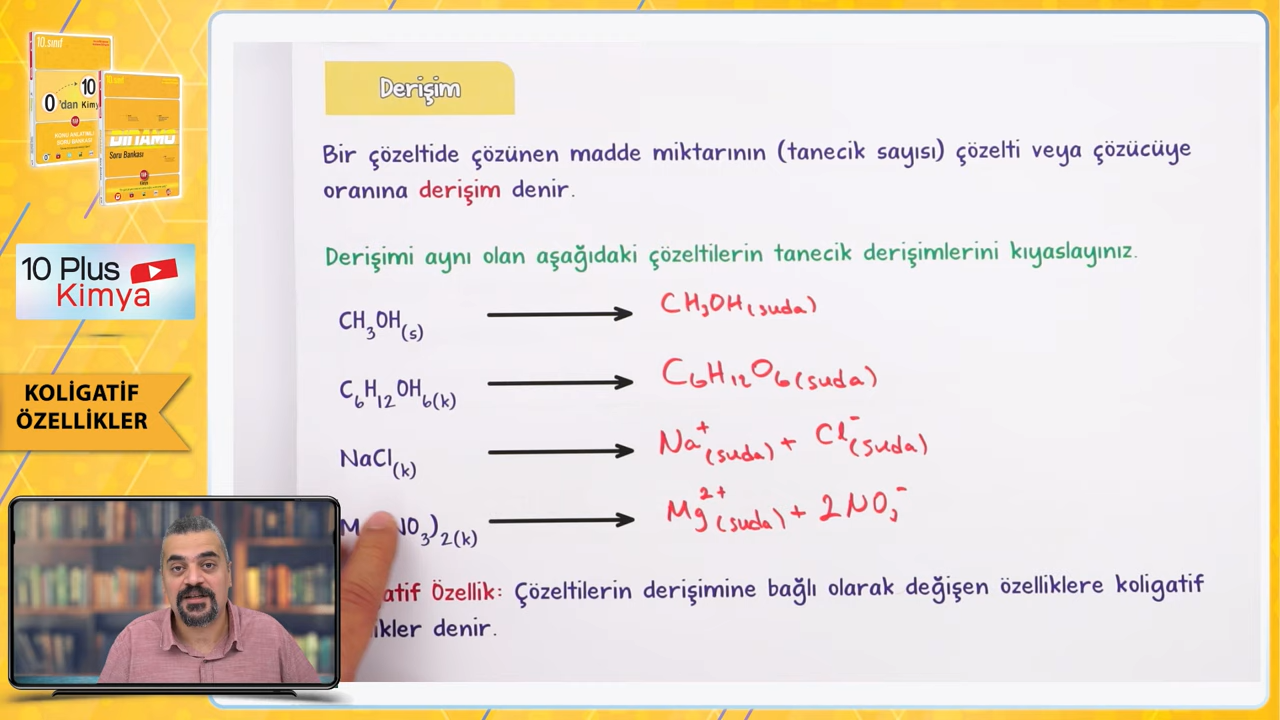 10.sınıf
0'dan
10
Kimya
DİNAMO
Soru Bankası
10 Plus
Kimya
KOLİGATİF
ÖZELLİKLER
Derişim
Bir çözeltide çözünen madde miktarının (tanecik sayısı) çözelti veya çözücüye
oranına derişim denir.
Derişimi aynı olan aşağıdaki çözeltilerin tanecik derişimlerini kıyaslayınız.
CH3OH(s) → CH3OH(suda)
C6H12OH6(k) → C6H12O6(suda)
NaCl(k) → Na+(suda) + Cl-(suda)
M NO3)2(k) → Mg2+(suda) + 2NO3-
atif Özellik: Çözeltilerin derişimine bağlı olarak değişen özelliklere koligatif
ikler denir.